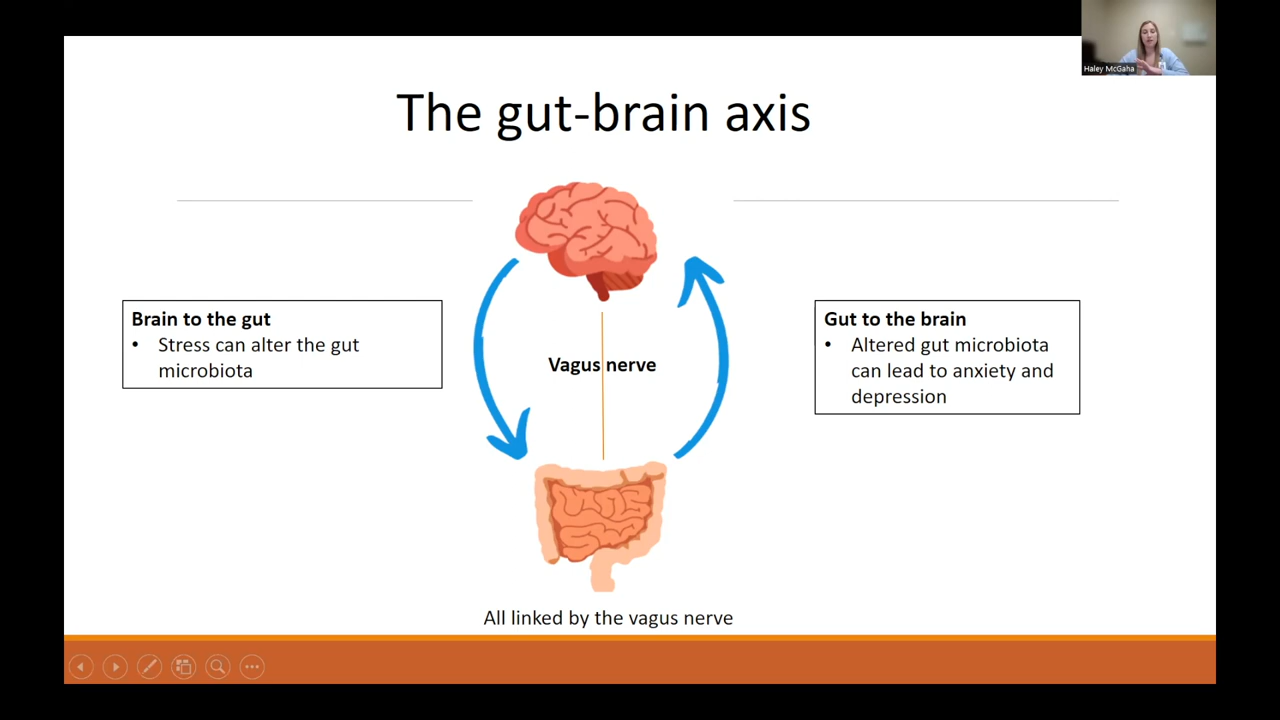 Haley McGaha
The gut-brain axis
Brain to the gut
• Stress can alter the gut
microbiota
Vagus nerve
Gut to the brain
• Altered gut microbiota
can lead to anxiety and
depression
All linked by the vagus nerve